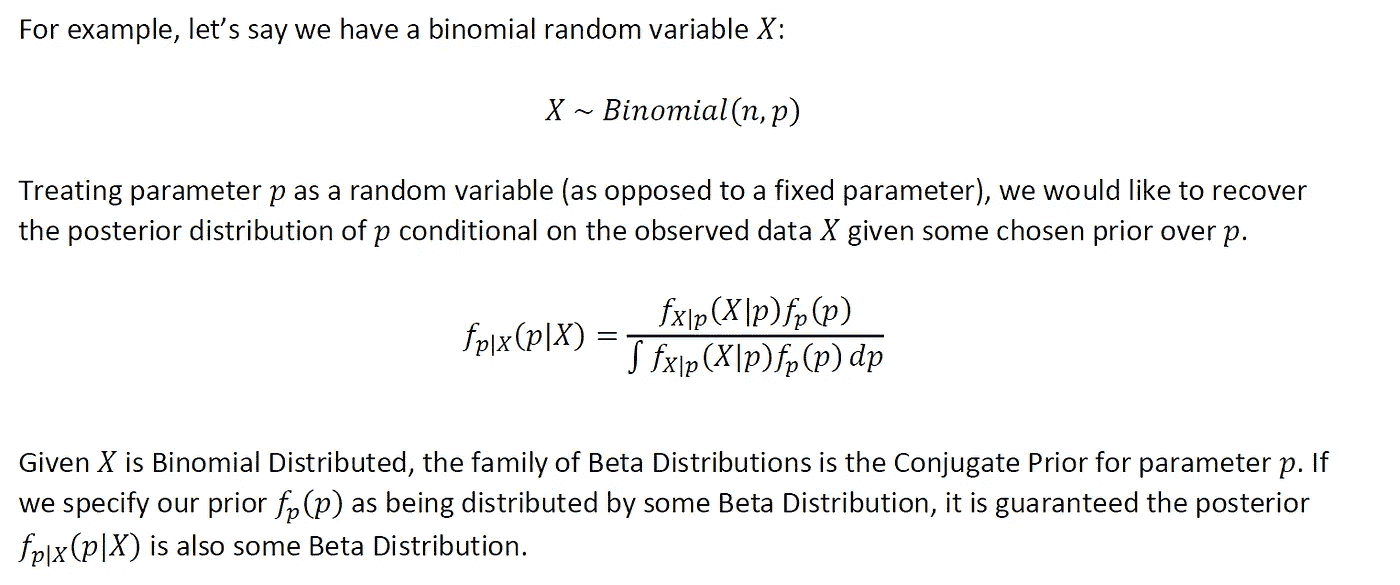 For example, let's say we have a binomial random variable X:
X ~ Binomial(n, p)
Treating parameter p as a random variable (as opposed to a fixed parameter), we would like to recover
the posterior distribution of p conditional on the observed data X given some chosen prior over p.
f_{p|X}(p|X) = \frac{f_{X|p}(X|p)f_p(p)}{∫ f_{X|p}(X|p)f_p(p) dp}
Given X is Binomial Distributed, the family of Beta Distributions is the Conjugate Prior for parameter p. If
we specify our prior f_p(p) as being distributed by some Beta Distribution, it is guaranteed the posterior
f_{p|X}(p|X) is also some Beta Distribution.